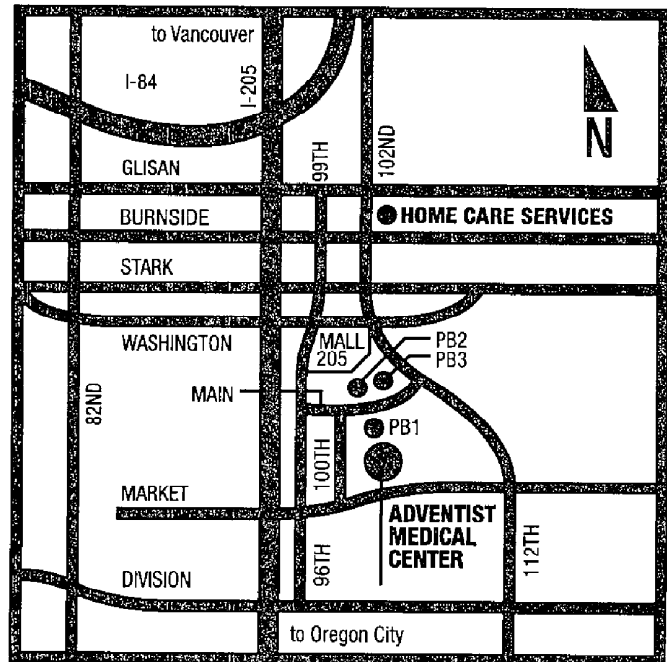 to Vancouver
I-84
I-205
99TH
102ND
N
GLISAN
BURNSIDE
HOME CARE SERVICES
STARK
WASHINGTON
MALL
205
PB2
PB3
MAIN
82ND
100TH
PB1
MARKET
ADVENTIST
MEDICAL
CENTER
96TH
112TH
DIVISION
to Oregon City